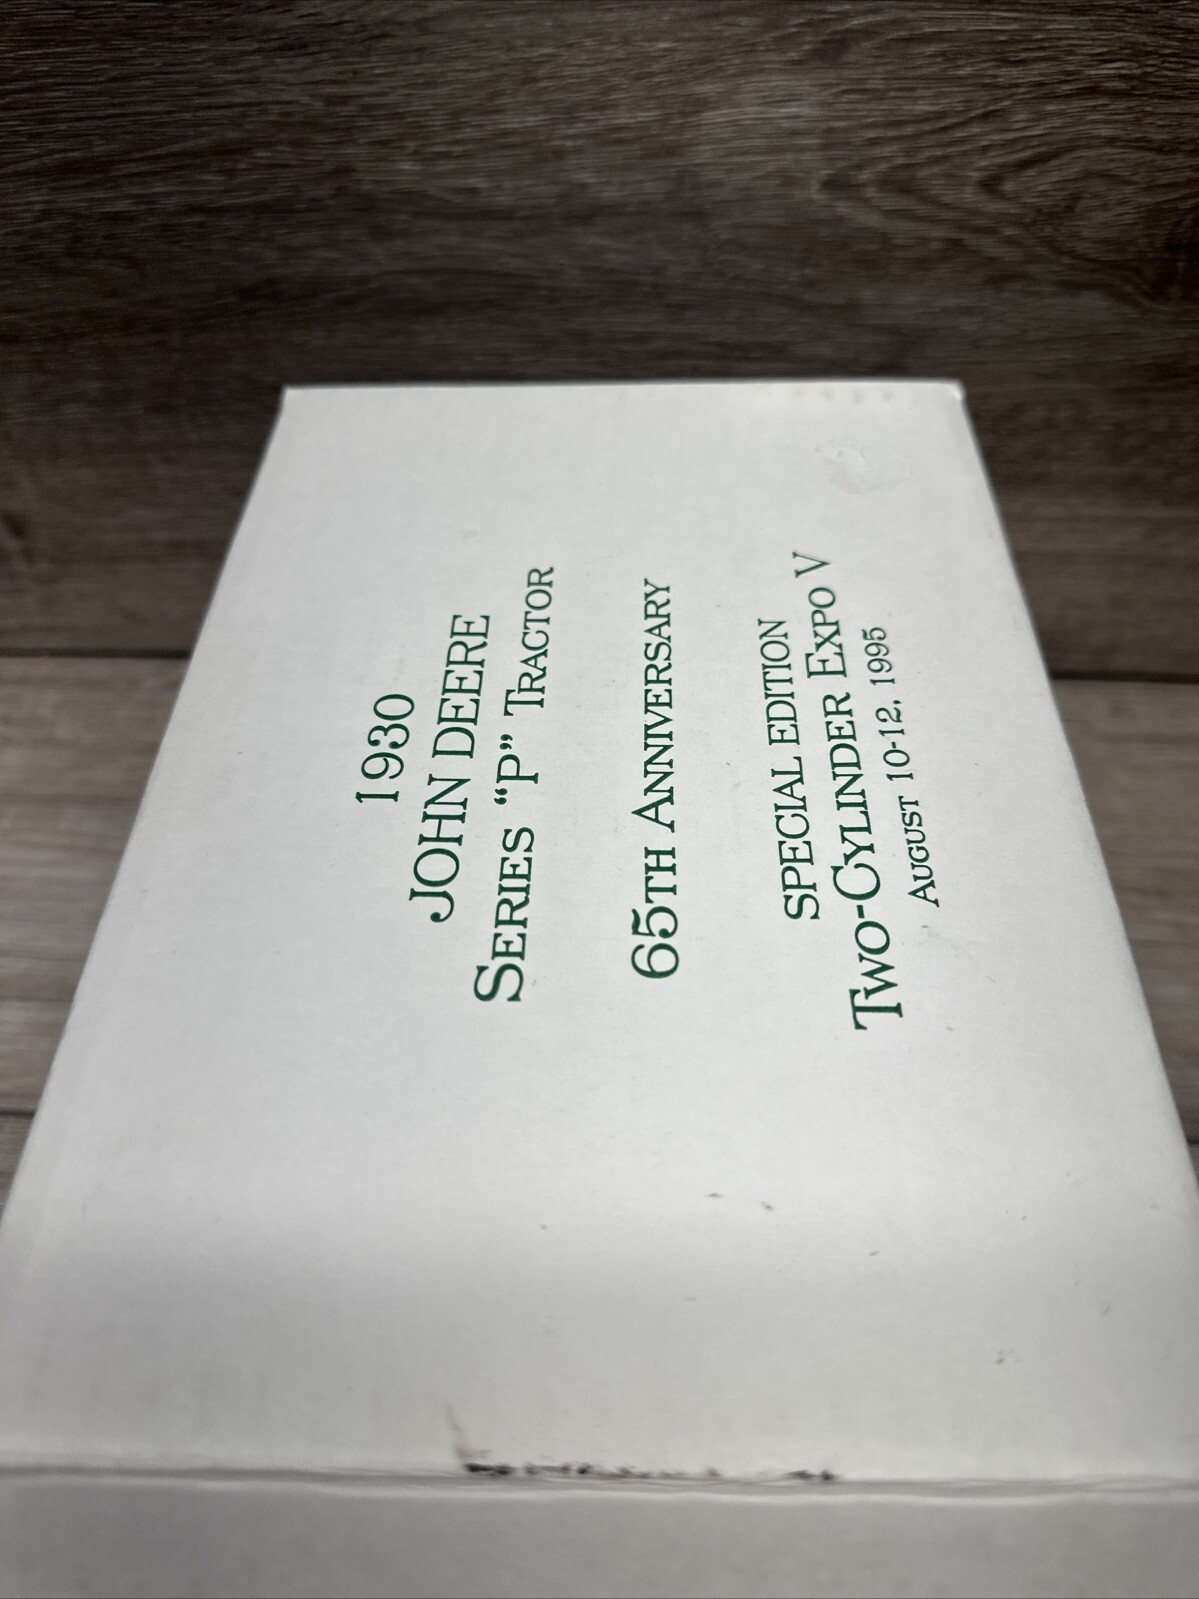 1930
JOHN DEERE
SERIES “P” TRACTOR
65TH ANNIVERSARY
SPECIAL EDITION
TWO-CYLINDER EXPO V
AUGUST 10-12, 1995